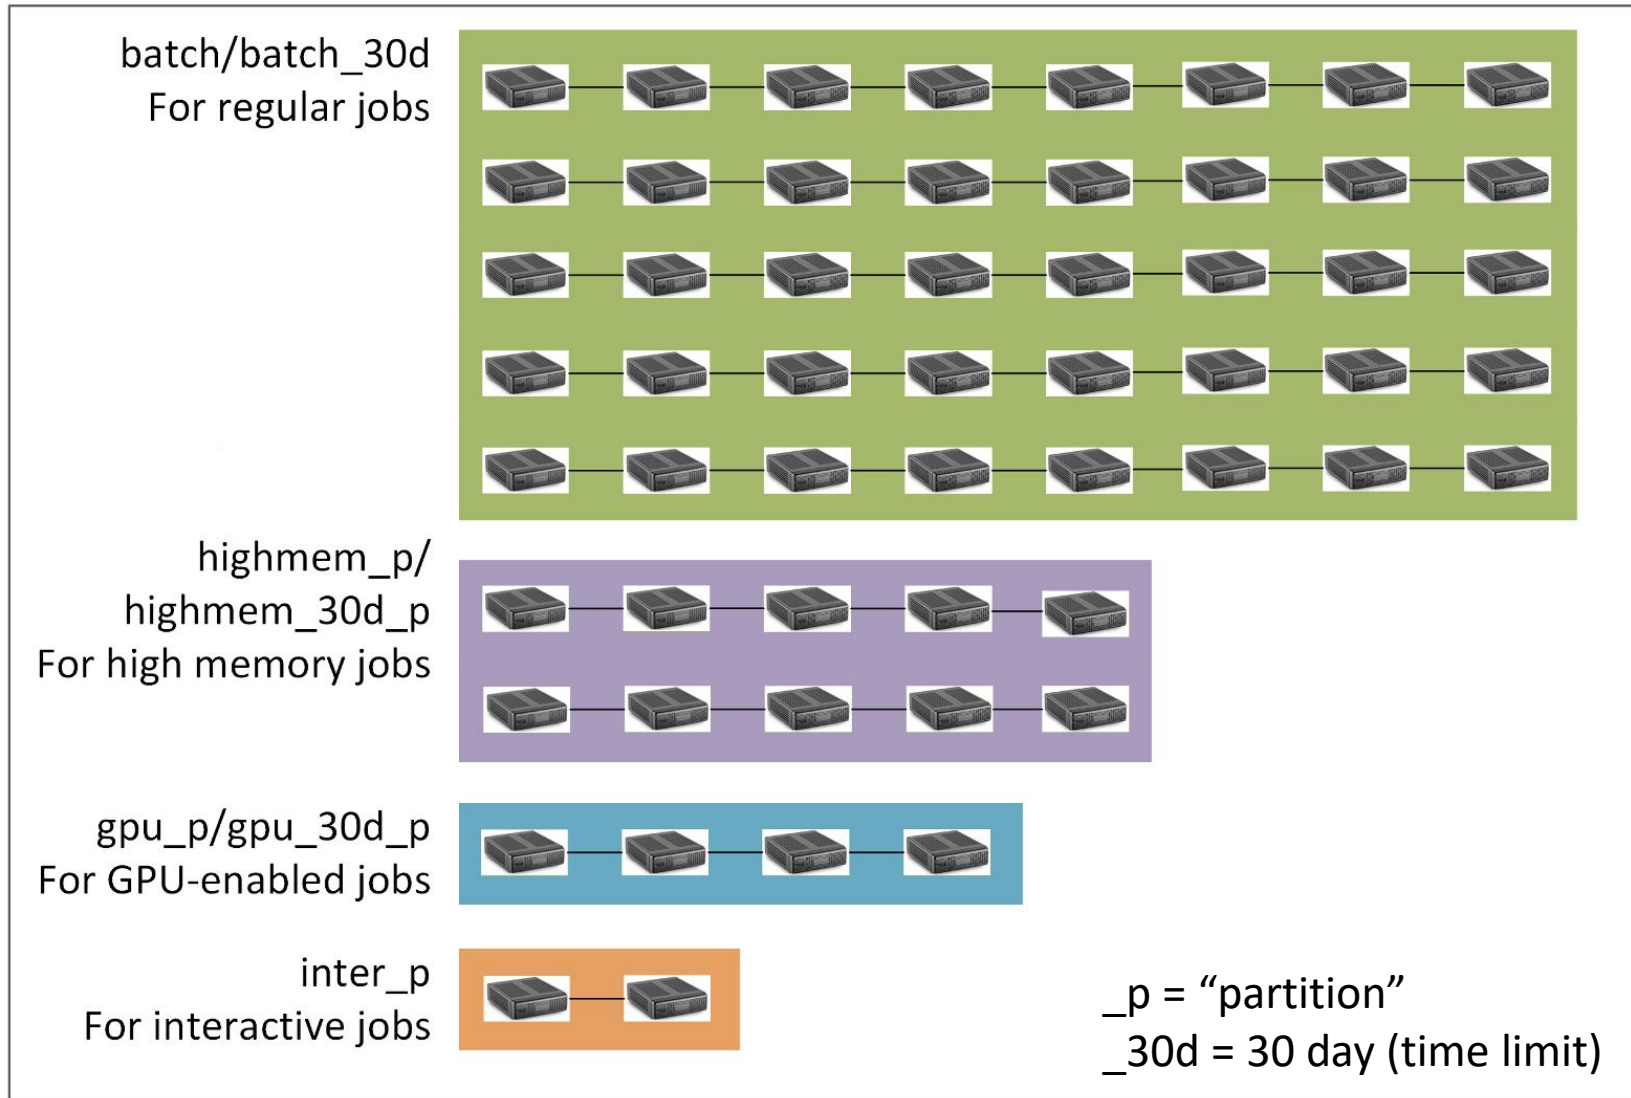 batch/batch_30d
For regular jobs
highmem_p/
highmem_30d_p
For high memory jobs
gpu_p/gpu_30d_p
For GPU-enabled jobs
inter_p
For interactive jobs
_p = “partition”
_30d = 30 day (time limit)